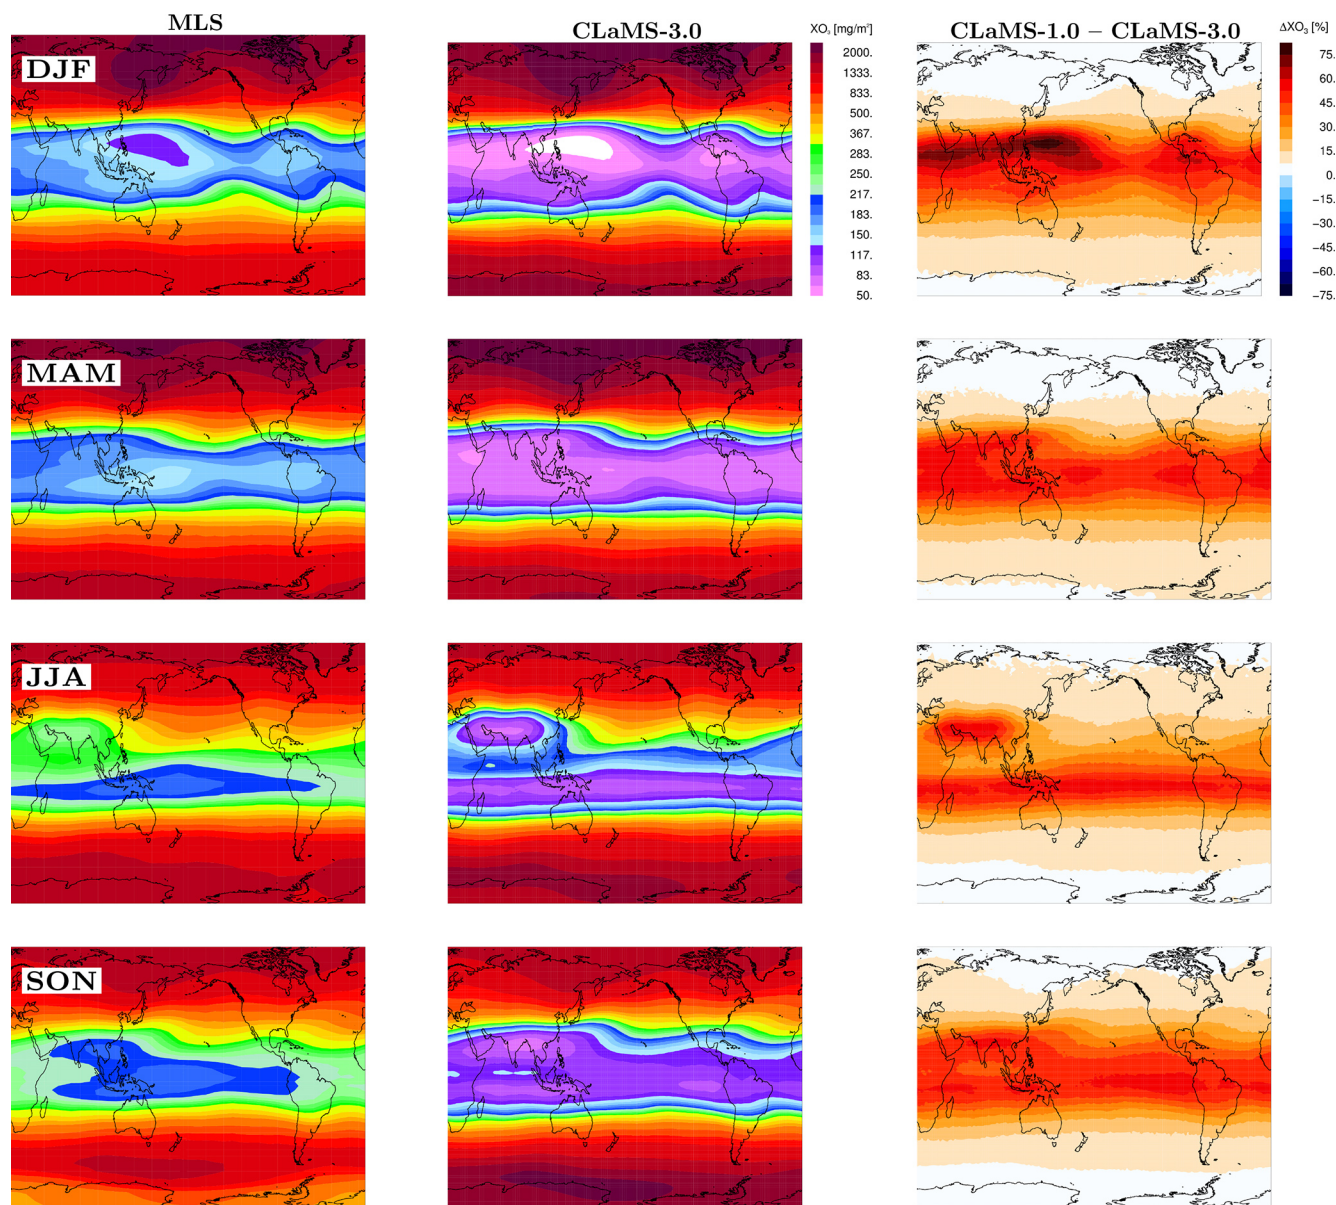 MLS
CLaMS-3.0
XO₃ [mg/m²]
CLaMS-1.0 – CLaMS-3.0
ΔXO₃ [%]
DJF
2000.
1333.
833.
500.
367.
283.
250.
217.
183.
150.
117.
83.
50.
75.
60.
45.
30.
15.
0.
−15.
−30.
−45.
−60.
−75.
MAM
JJA
SON